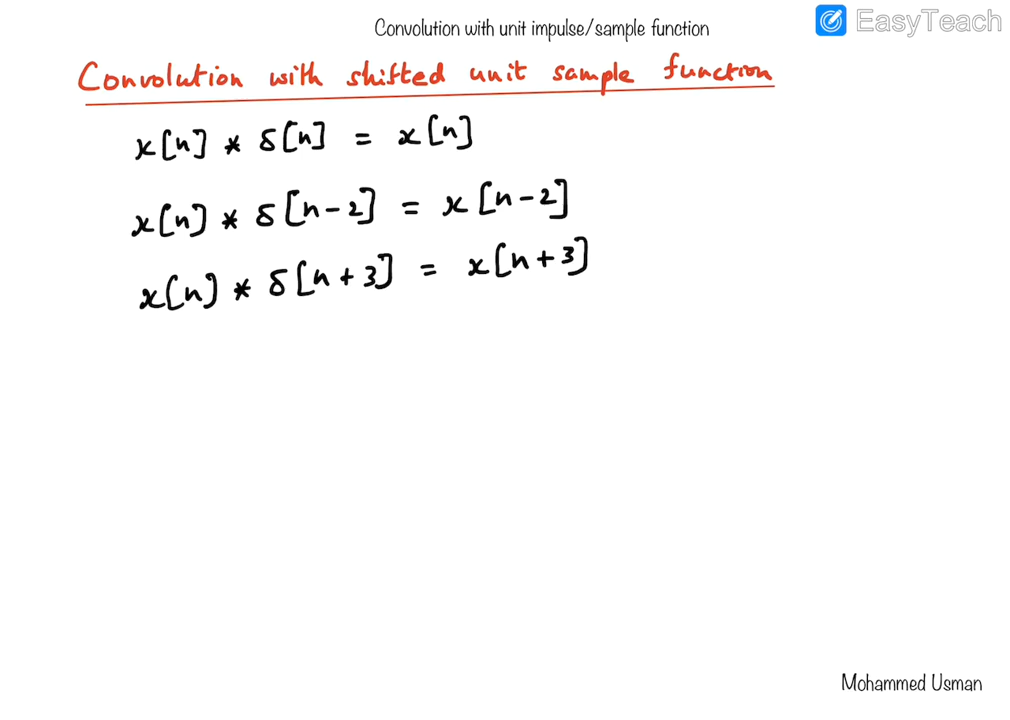 Convolution with unit impulse/sample function
EasyTeach
Convolution with shifted unit sample function
x[n] * δ[n] = x[n]
x[n] * δ[n-2] = x[n-2]
x[n] * δ[n+3] = x[n+3]
Mohammed Usman